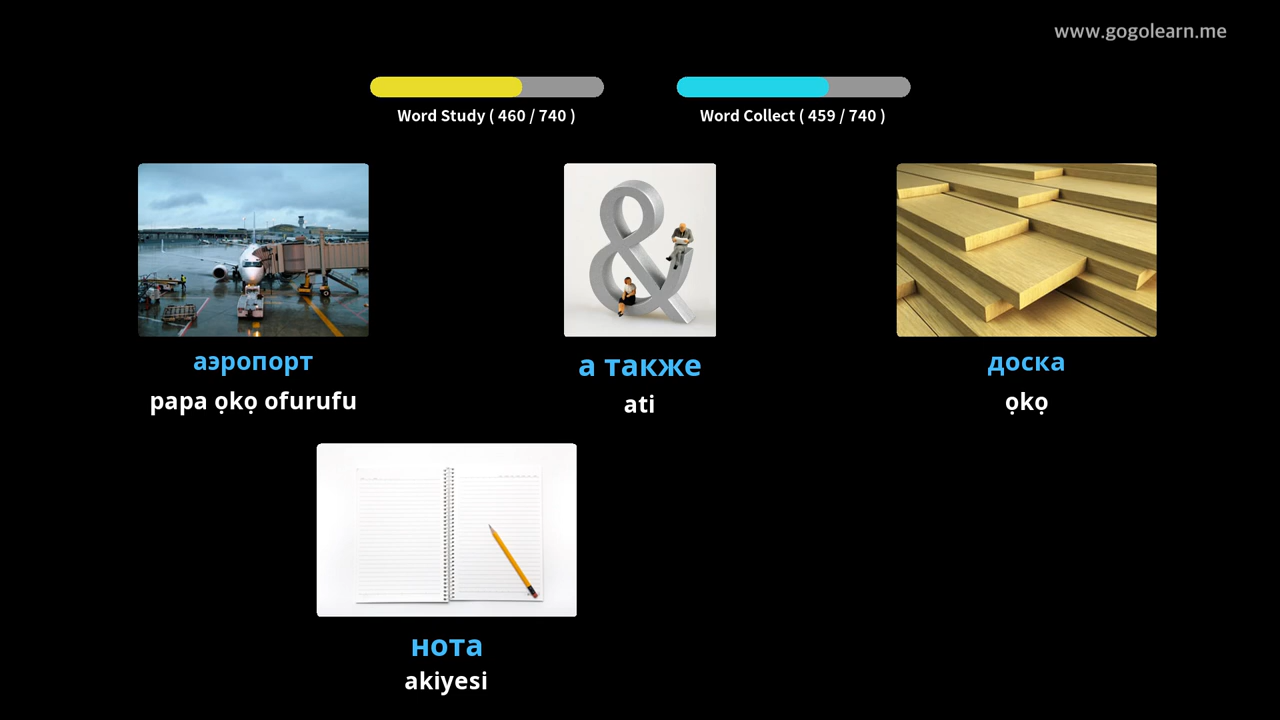 www.gogolearn.me
Word Study ( 460 / 740 )
Word Collect ( 459 / 740 )
аэропорт
papa ọkọ ofurufu
а также
ati
доска
ọkọ
нота
akiyesi